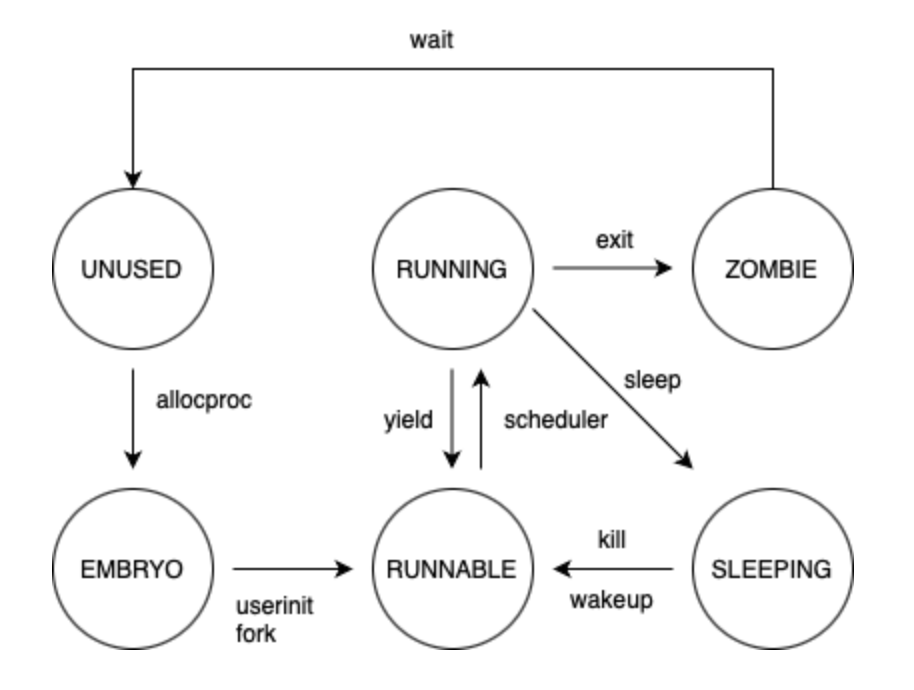 wait
UNUSED
RUNNING
exit
ZOMBIE
allocproc
yield
scheduler
sleep
EMBRYO
userinit
fork
RUNNABLE
kill
wakeup
SLEEPING